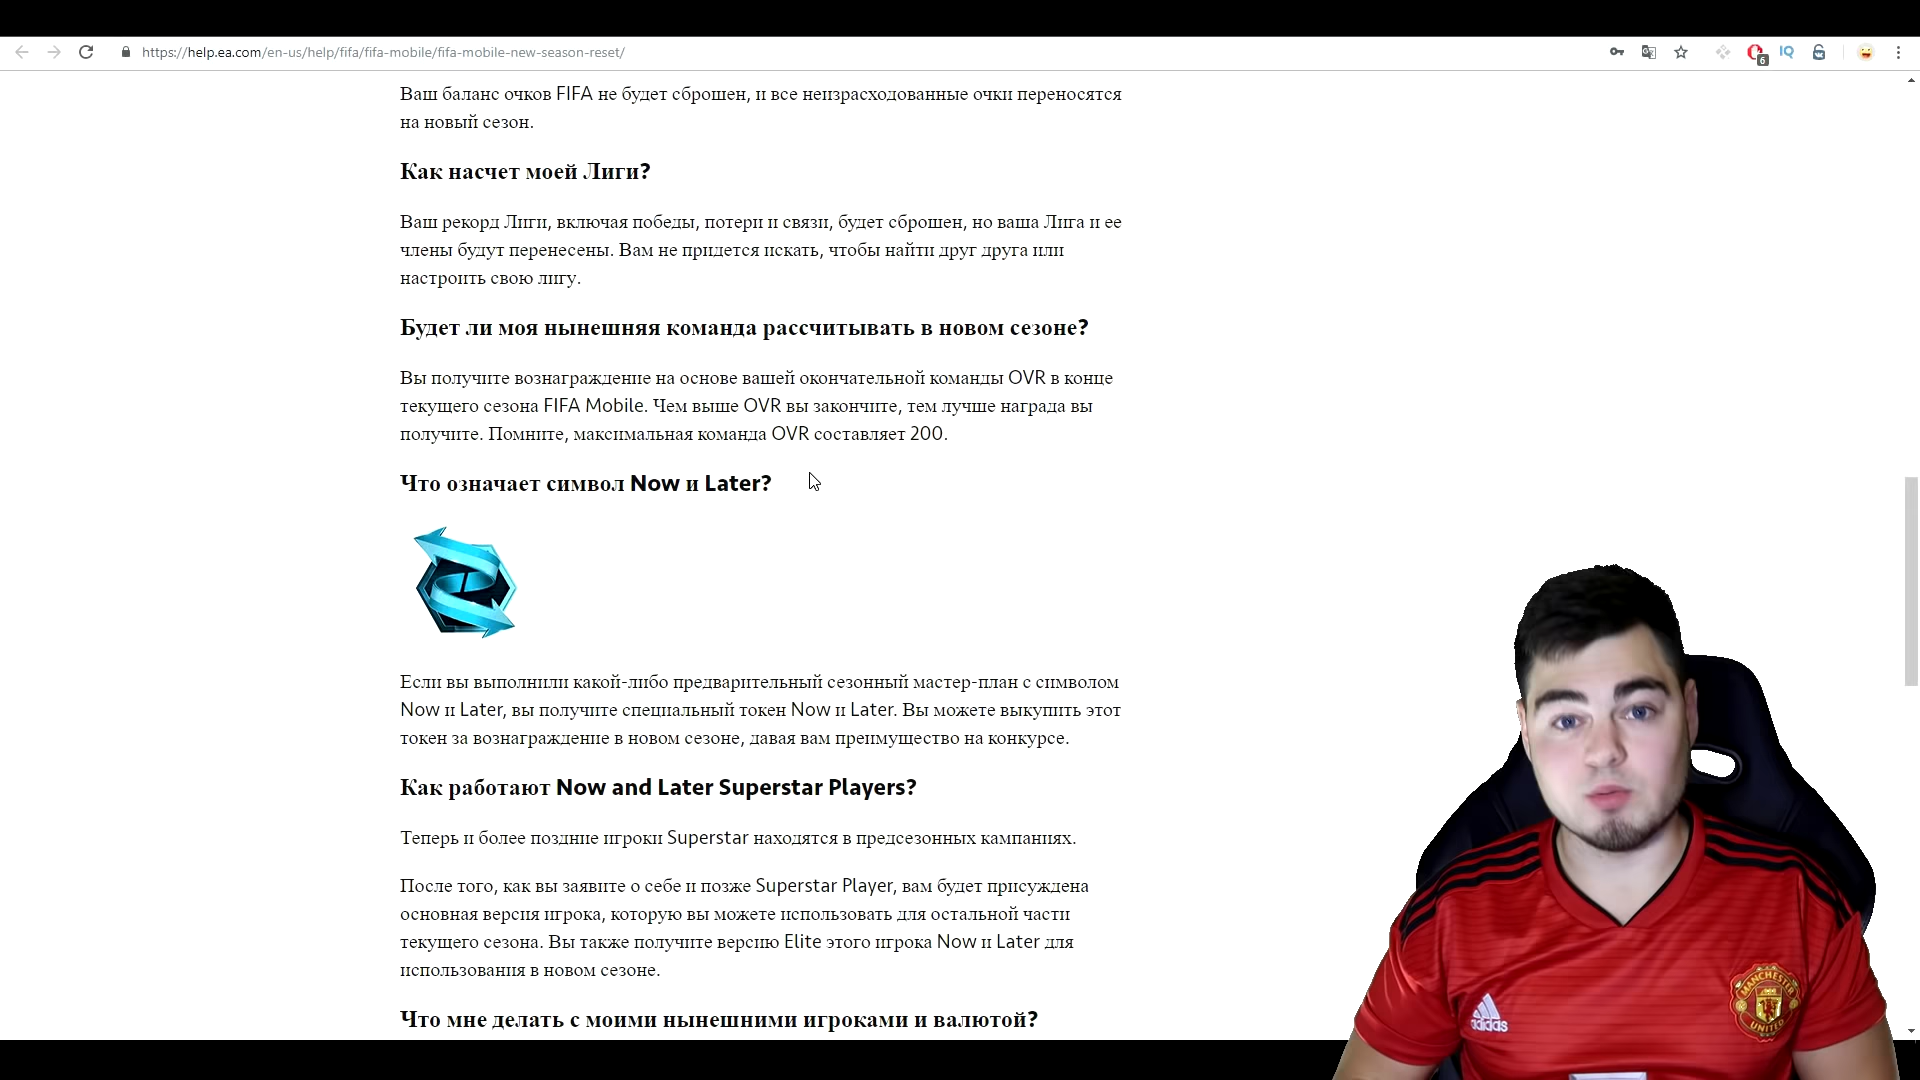 https://help.ea.com/en-us/help/fifa/fifa-mobile/fifa-mobile-new-season-reset/
6
IQ
Ваш баланс очков FIFA не будет сброшен, и все неизрасходованные очки переносятся
на новый сезон.
Как насчет моей Лиги?
Ваш рекорд Лиги, включая победы, потери и связи, будет сброшен, но ваша Лига и ее
члены будут перенесены. Вам не придется искать, чтобы найти друг друга или
настроить свою лигу.
Будет ли моя нынешняя команда рассчитывать в новом сезоне?
Вы получите вознаграждение на основе вашей окончательной команды OVR в конце
текущего сезона FIFA Mobile. Чем выше OVR вы закончите, тем лучше награда вы
получите. Помните, максимальная команда OVR составляет 200.
Что означает символ Now и Later?
Если вы выполнили какой-либо предварительный сезонный мастер-план с символом
Now и Later, вы получите специальный токен Now и Later. Вы можете выкупить этот
токен за вознаграждение в новом сезоне, давая вам преимущество на конкурсе.
Как работают Now and Later Superstar Players?
Теперь и более поздние игроки Superstar находятся в предсезонных кампаниях.
После того, как вы заявите о себе и позже Superstar Player, вам будет присуждена
основная версия игрока, которую вы можете использовать для остальной части
текущего сезона. Вы также получите версию Elite этого игрока Now и Later для
использования в новом сезоне.
Что мне делать с моими нынешними игроками и валютой?
adidas
MANCHESTER
UNITED